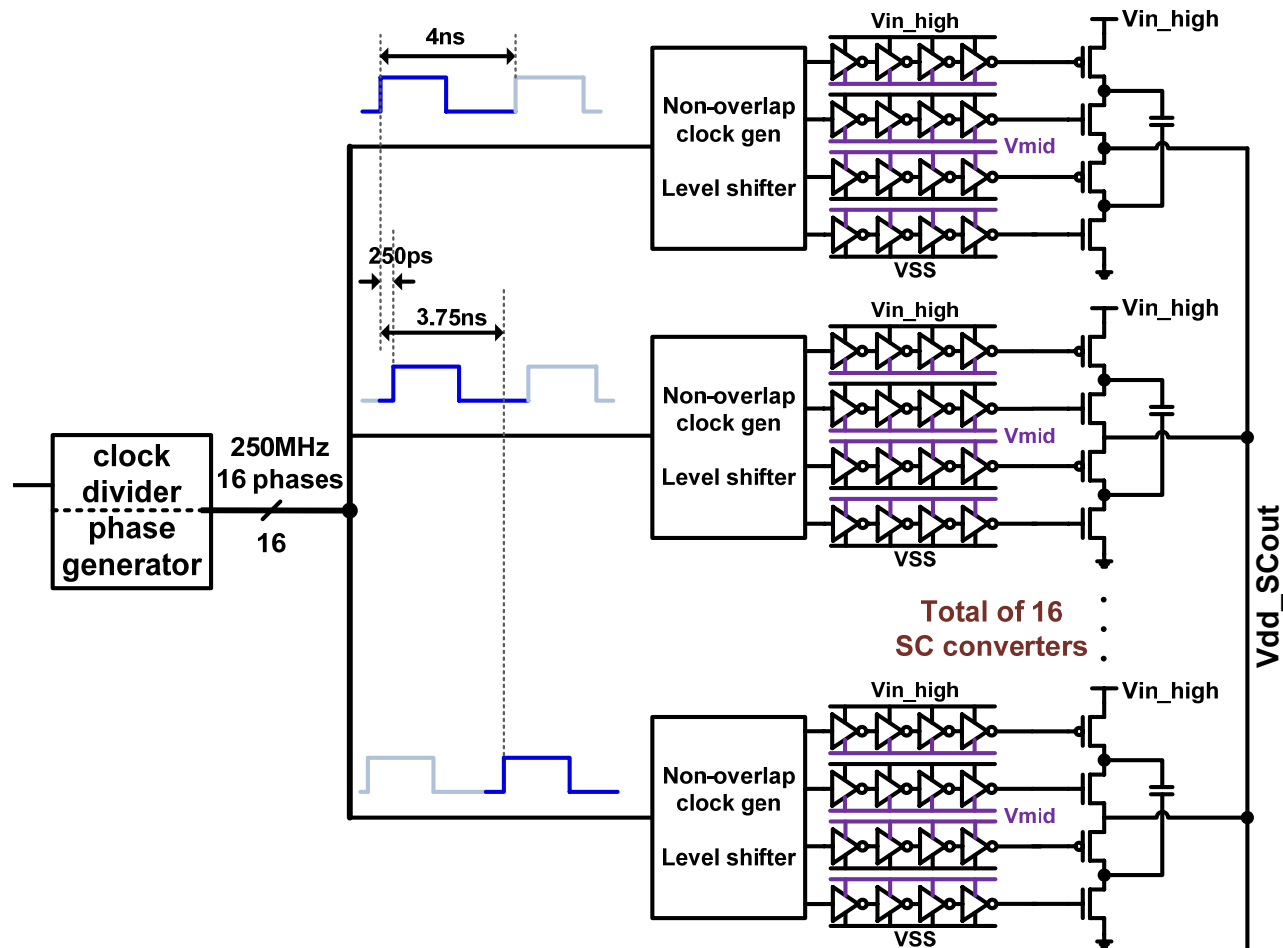 4ns
250ps
3.75ns
clock
divider
phase
generator
250MHz
16 phases
16
Non-overlap
clock gen
Level shifter
Vin_high
Vmid
VSS
Vin_high
Non-overlap
clock gen
Level shifter
Vin_high
Vmid
VSS
Vin_high
Total of 16
SC converters
Vdd_SCout
Non-overlap
clock gen
Level shifter
Vin_high
Vmid
VSS
Vin_high